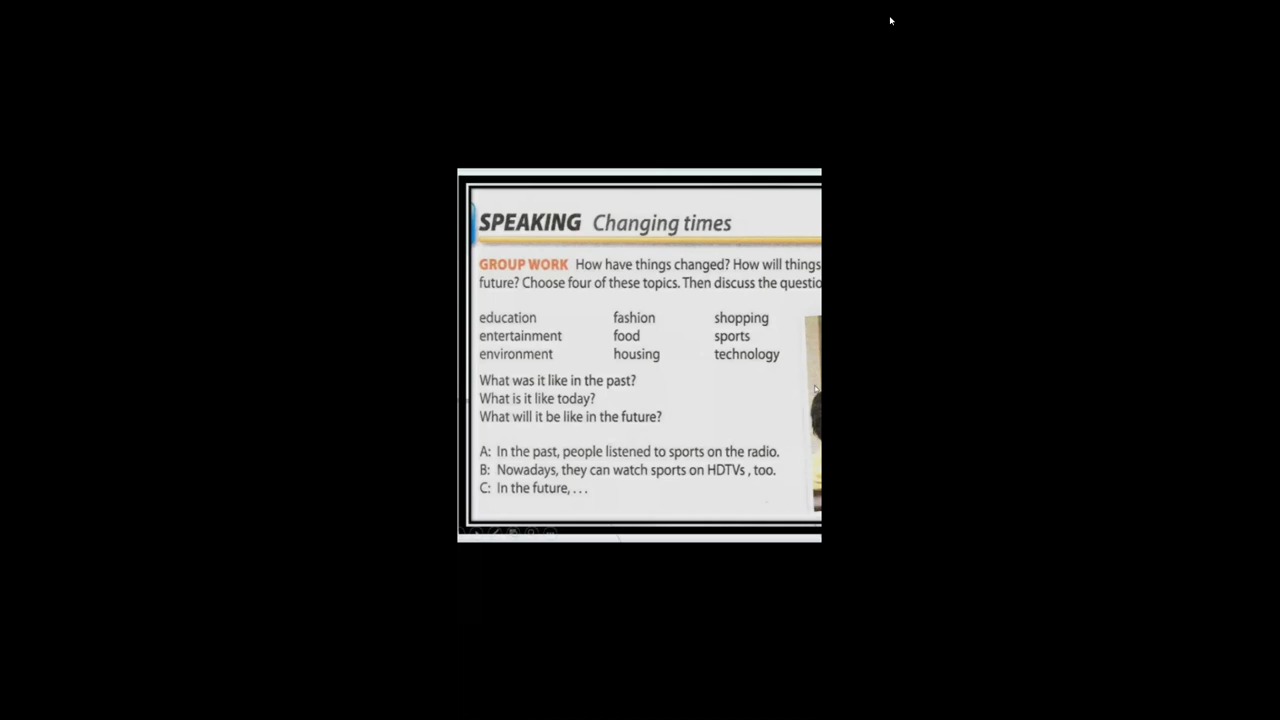 SPEAKING Changing times
GROUP WORK How have things changed? How will things
future? Choose four of these topics. Then discuss the questio
education fashion shopping
entertainment food sports
environment housing technology
What was it like in the past?
What is it like today?
What will it be like in the future?
A: In the past, people listened to sports on the radio.
B: Nowadays, they can watch sports on HDTVs , too.
C: In the future, . . .